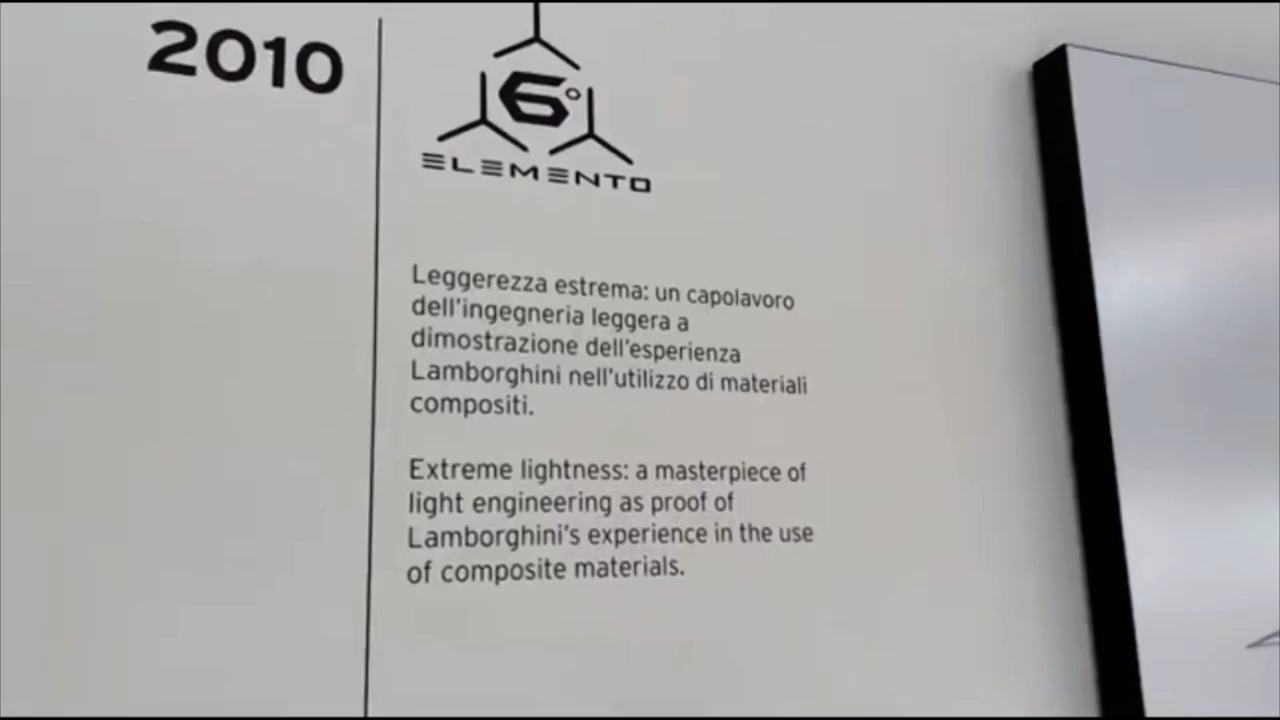 2010
6°
ELEMENTO
Leggerezza estrema: un capolavoro
dell'ingegneria leggera a
dimostrazione dell'esperienza
Lamborghini nell'utilizzo di materiali
compositi.
Extreme lightness: a masterpiece of
light engineering as proof of
Lamborghini's experience in the use
of composite materials.